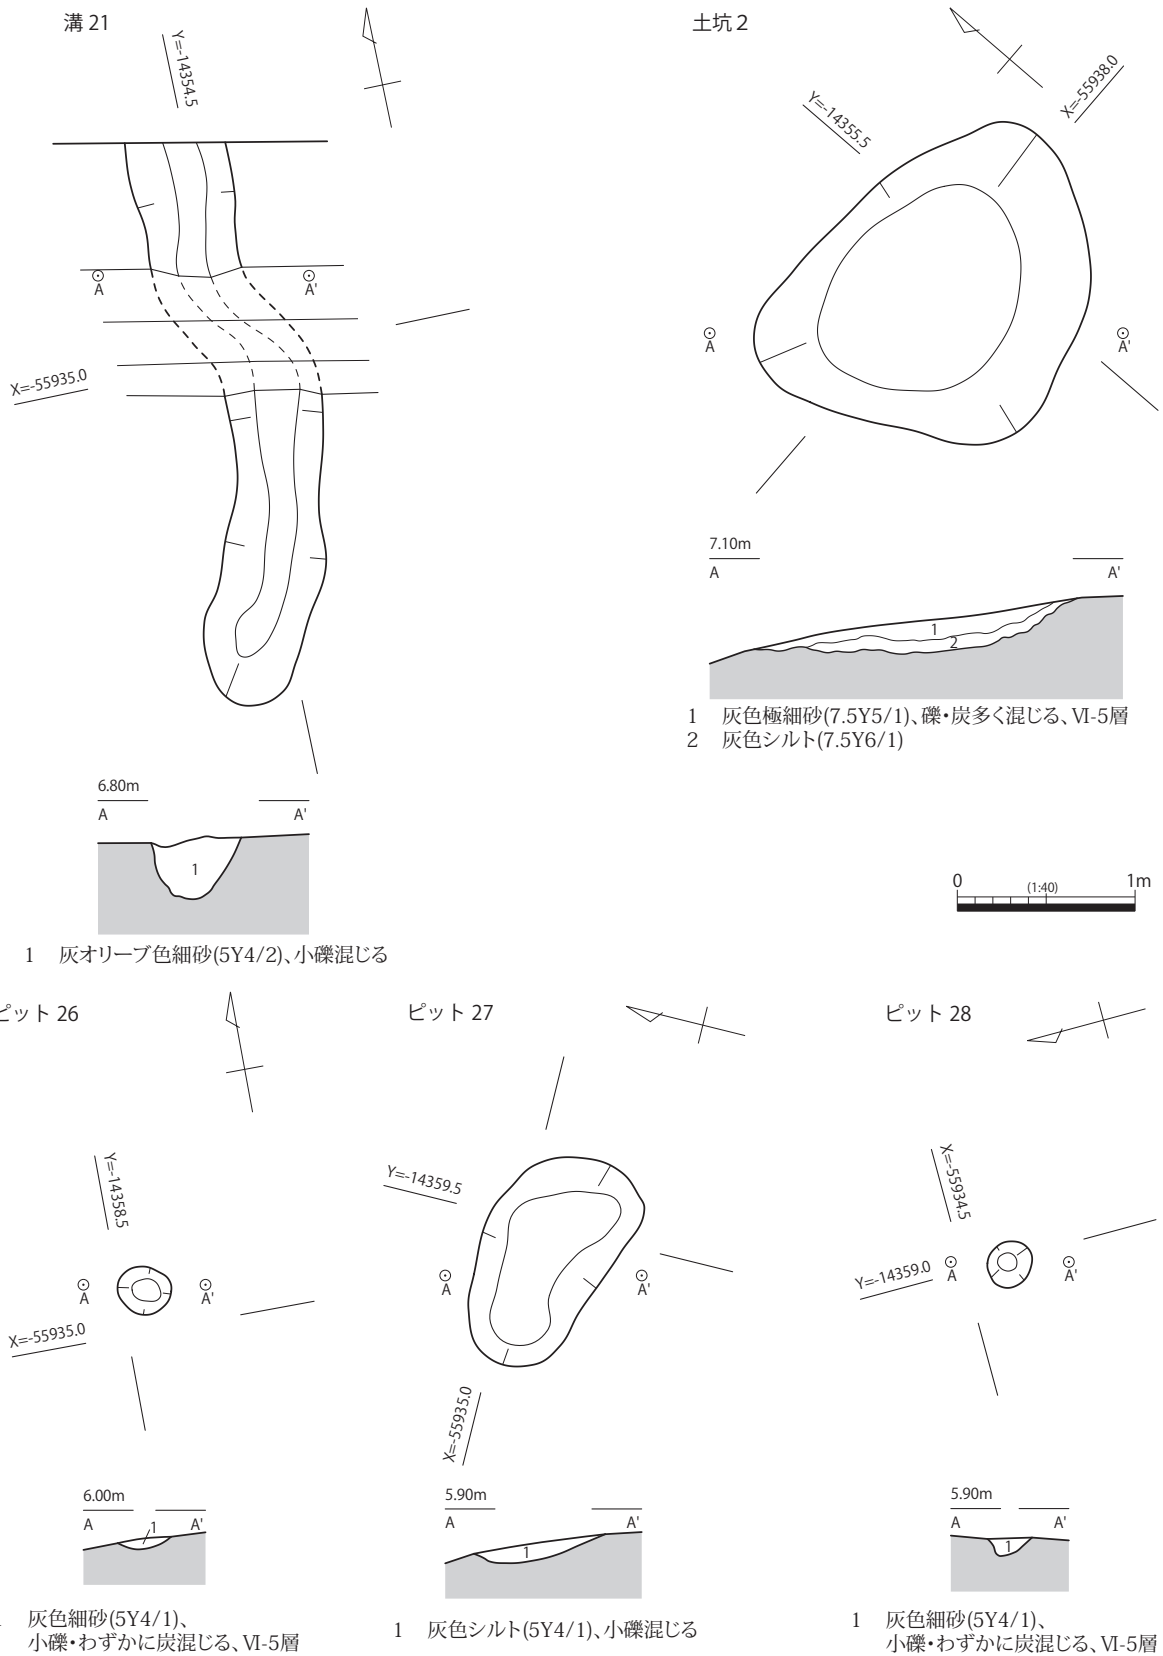 溝 21
Y=-14354.5
A
A'
X=-55935.0
6.80m
A
A'
1
1 灰オリーブ色細砂(5Y4/2)、小礫混じる
土坑 2
Y=-14355.5
X=-55938.0
A
A'
7.10m
A
A'
1
2
1 灰色極細砂(7.5Y5/1)、礫・炭多く混じる、Ⅵ-5層
2 灰色シルト(7.5Y6/1)
0
(1:40)
1m
ピット 26
Y=-14358.5
A
A'
X=-55935.0
6.00m
A
A'
1
灰色細砂(5Y4/1)、
小礫・わずかに炭混じる、Ⅵ-5層
ピット 27
Y=-14359.5
A
A'
X=-55935.0
5.90m
A
A'
1
1 灰色シルト(5Y4/1)、小礫混じる
ピット 28
X=-55934.5
Y=-14359.0
A
A'
5.90m
A
A'
1
1 灰色細砂(5Y4/1)、
小礫・わずかに炭混じる、Ⅵ-5層